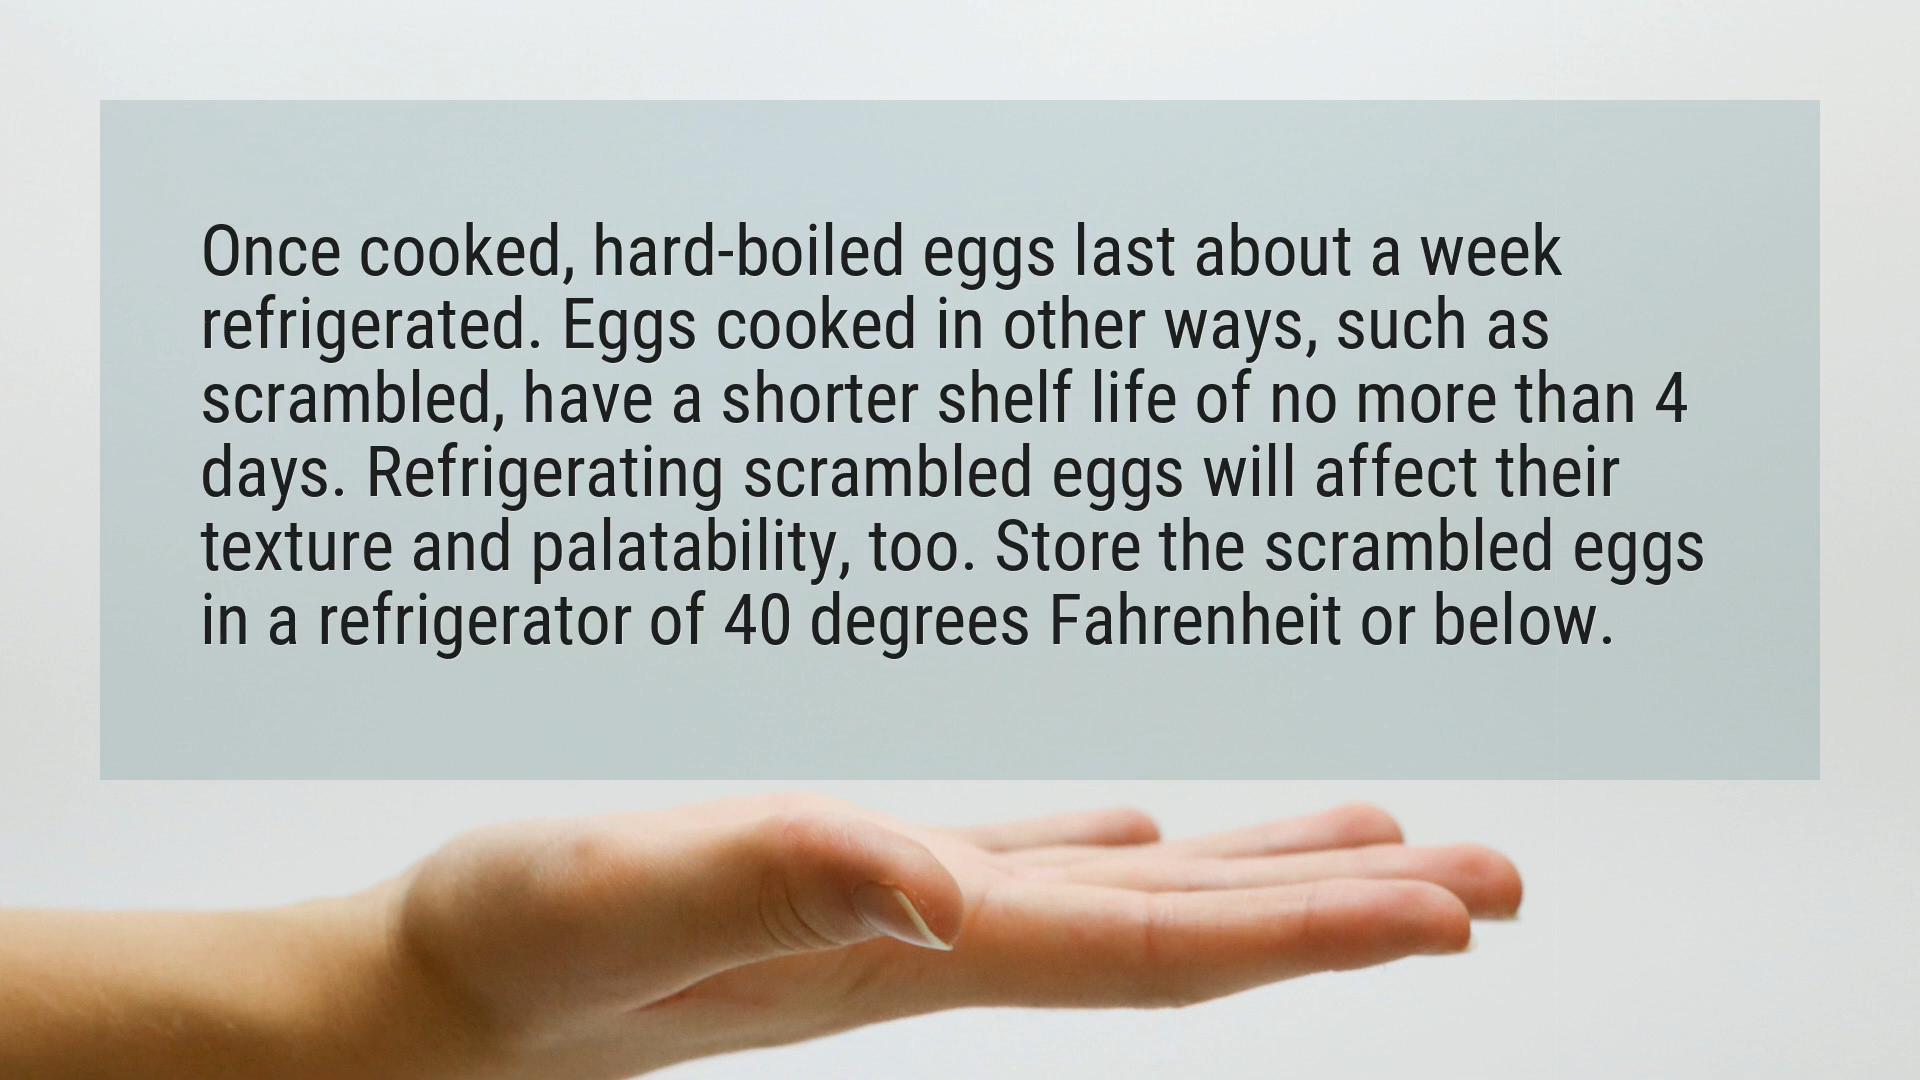 Once cooked, hard-boiled eggs last about a week
refrigerated. Eggs cooked in other ways, such as
scrambled, have a shorter shelf life of no more than 4
days. Refrigerating scrambled eggs will affect their
texture and palatability, too. Store the scrambled eggs
in a refrigerator of 40 degrees Fahrenheit or below.